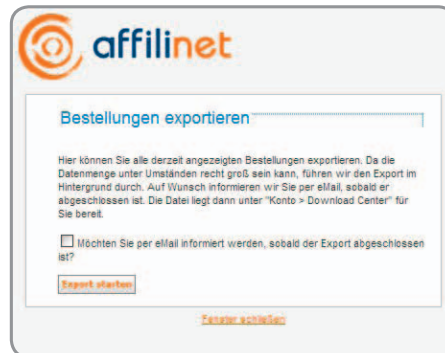 affilinet
Bestellungen exportieren
Hier können Sie alle derzeit angezeigten Bestellungen exportieren. Da die
Datenmenge unter Umständen recht groß sein kann, führen wir den Export im
Hintergrund durch. Auf Wunsch informieren wir Sie per eMail, sobald er
abgeschlossen ist. Die Datei liegt dann unter "Konto > Download Center" für
Sie bereit.
Möchten Sie per eMail informiert werden, sobald der Export abgeschlossen
ist?
Export starten
Fenster schließen